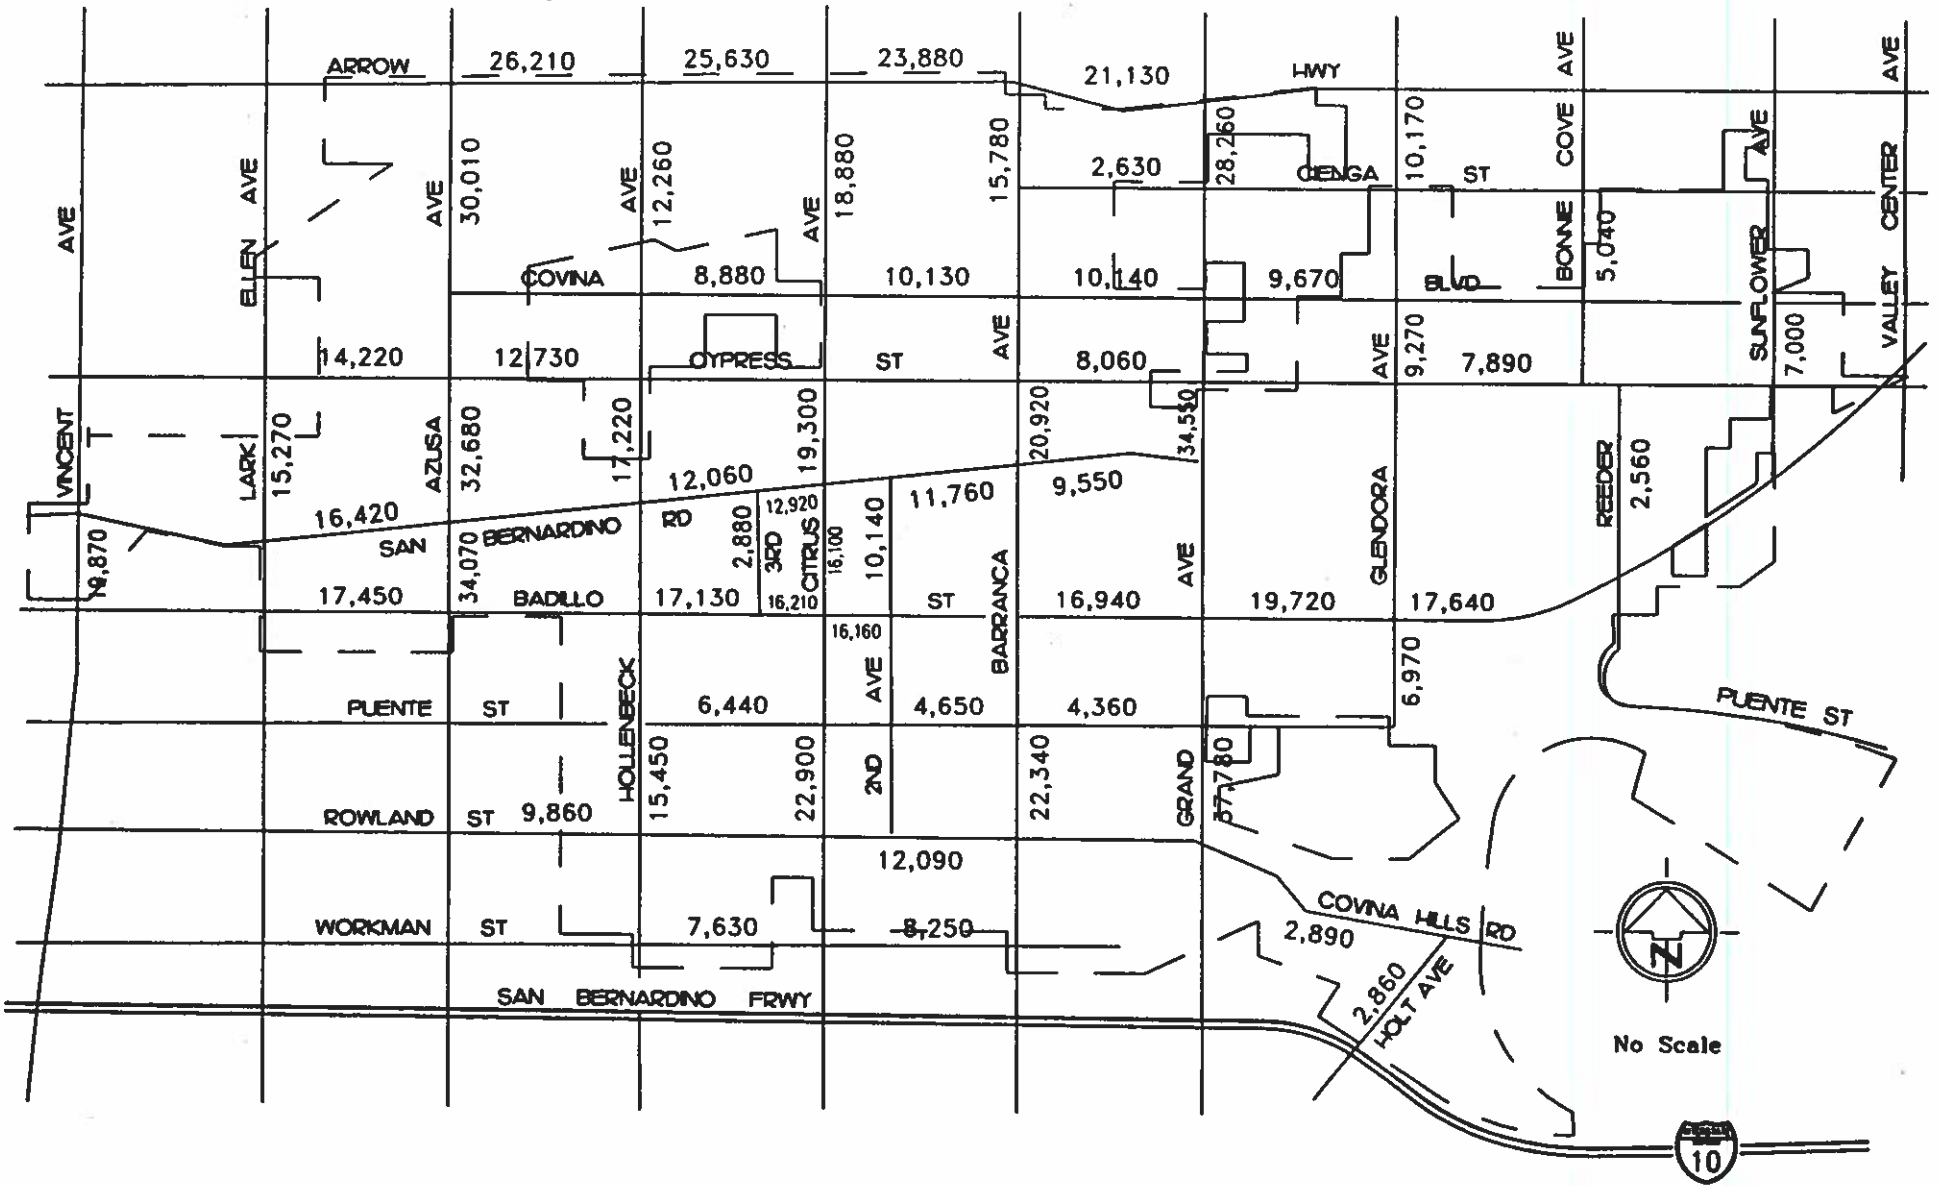 ARROW 26,210 25,630 23,880 21,130 HWY
AVE
AVE
10,170
COVE
AVE
CENTER
VALLEY
28,260
15,780
18,880
12,260
30,010
AVE
2,630 CIENGA ST
AVE
AVE
AVE
AVE
ELLEN
BONNIE
5,040
SUNFLOWER
COVINA 8,880 10,130 10,140 9,670 BLVD
AVE
AVE
9,270
7,000
14,220 12,730 CYPRESS ST 8,060 7,890
VINCENT
LARK
15,270
AZUSA
32,680
17,220
19,300
20,920
34,550
REEDER
2,560
12,060
11,760
9,550
16,420
SAN BERNARDINO RD
19,870
34,070
2,880
3RD
12,920
CITRUS
16,100
10,140
BARRANCA
AVE
GLENDORA
17,450 BADILLO 17,130 16,210 ST 16,940 19,720 17,640
16,160
AVE
6,970
HOLLENBECK
PUENTE ST 6,440 4,650 4,360
PUENTE ST
15,450
22,900
2ND
22,340
GRAND
37,780
ROWLAND ST 9,860
12,090
WORKMAN ST 7,630 8,250
COVINA HILLS RD
2,890
2,860
HOLT AVE
SAN BERNARDINO FRWY
N
No Scale
10